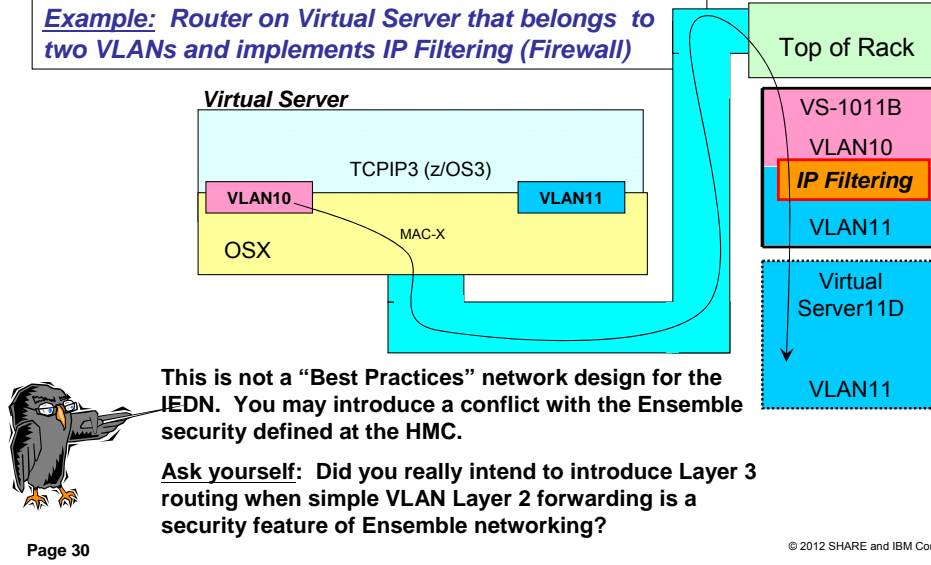 Example: Router on Virtual Server that belongs to
two VLANs and implements IP Filtering (Firewall)
Top of Rack
Virtual Server
TCPIP3 (z/OS3)
VLAN10
VLAN11
MAC-X
OSX
VS-1011B
VLAN10
IP Filtering
VLAN11
Virtual
Server11D
VLAN11
This is not a “Best Practices” network design for the
IEDN. You may introduce a conflict with the Ensemble
security defined at the HMC.
Ask yourself: Did you really intend to introduce Layer 3
routing when simple VLAN Layer 2 forwarding is a
security feature of Ensemble networking?
Page 30
© 2012 SHARE and IBM Cor